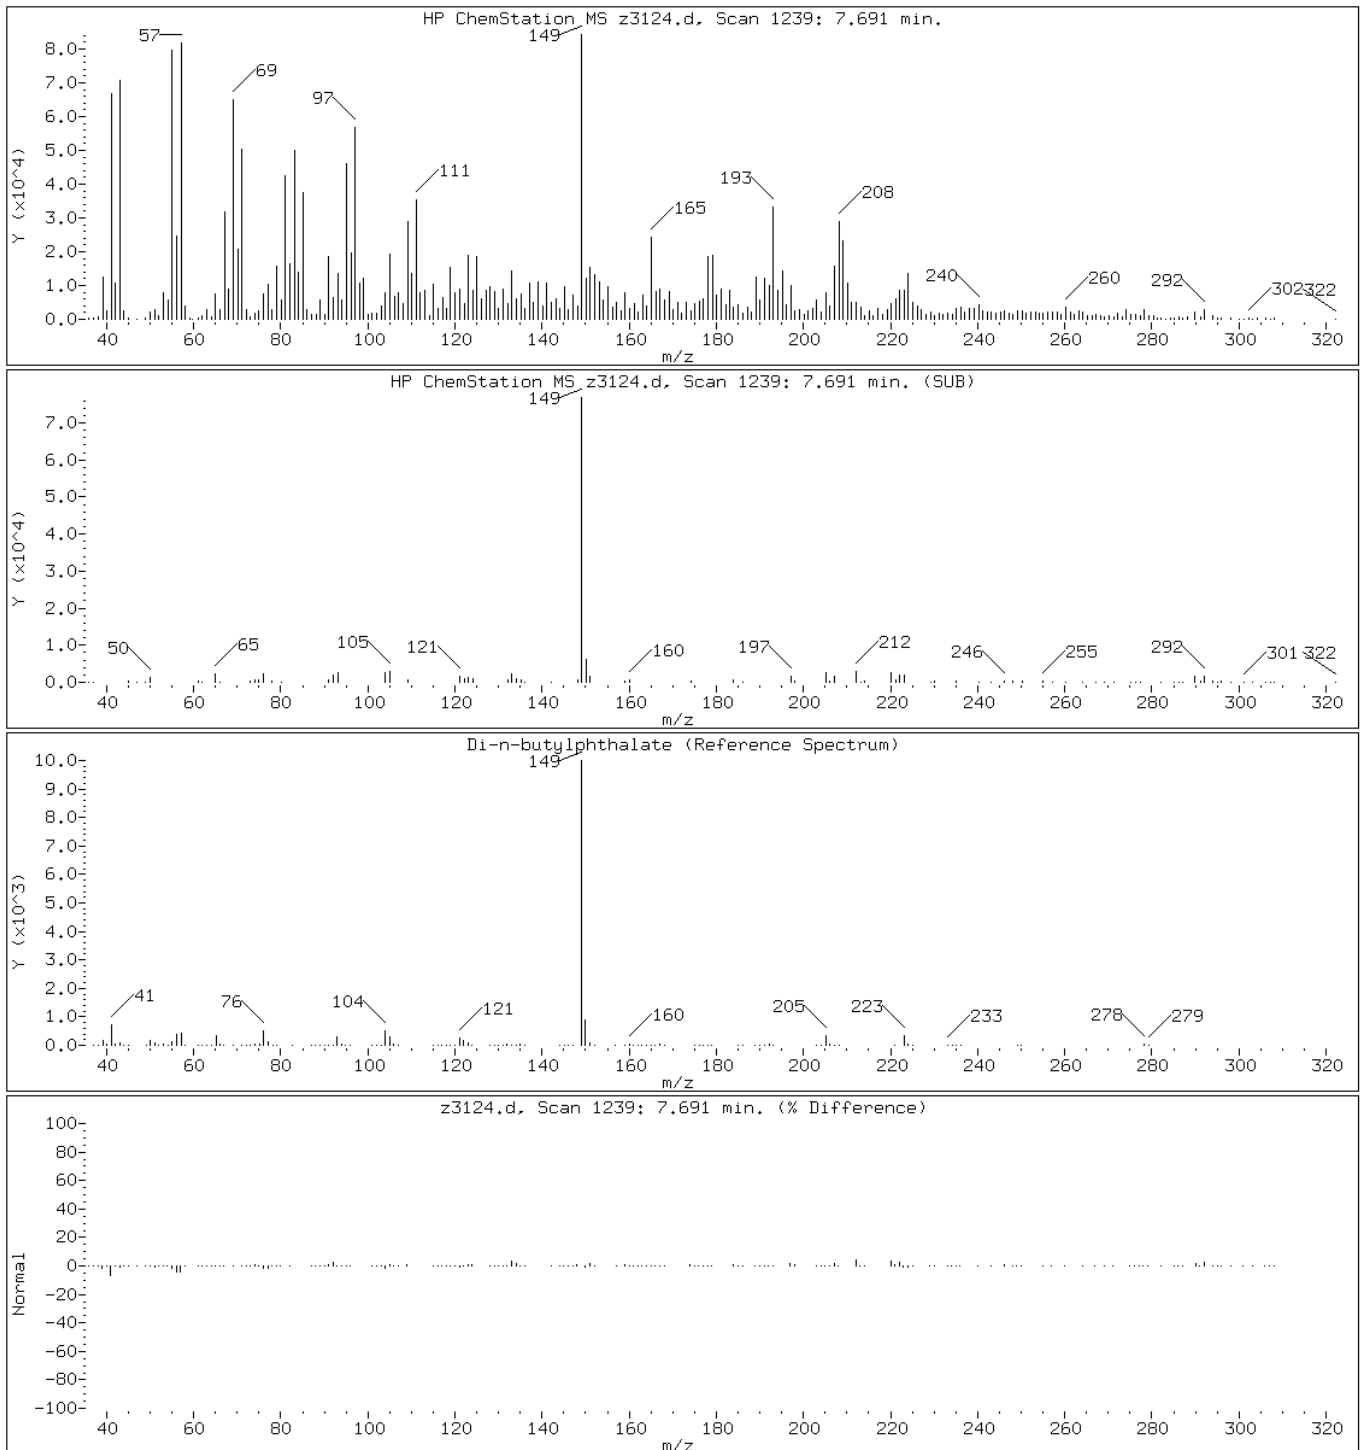 HP ChemStation MS z3124.d, Scan 1239: 7.691 min.
Y (x10^4)
8.0
7.0
6.0
5.0
4.0
3.0
2.0
1.0
0.0
57 69 97 111 149 165 193 208 240 260 292 302 322
40 60 80 100 120 140 160 180 200 220 240 260 280 300 320
m/z
HP ChemStation MS z3124.d, Scan 1239: 7.691 min. (SUB)
Y (x10^4)
7.0
6.0
5.0
4.0
3.0
2.0
1.0
0.0
50 65 105 121 149 160 197 212 246 255 292 301 322
40 60 80 100 120 140 160 180 200 220 240 260 280 300 320
m/z
Di-n-butylphthalate (Reference Spectrum)
Y (x10^3)
10.0
9.0
8.0
7.0
6.0
5.0
4.0
3.0
2.0
1.0
0.0
41 76 104 121 149 160 205 223 233 278 279
40 60 80 100 120 140 160 180 200 220 240 260 280 300 320
m/z
z3124.d, Scan 1239: 7.691 min. (% Difference)
Normal
100
80
60
40
20
0
-20
-40
-60
-80
-100
40 60 80 100 120 140 160 180 200 220 240 260 280 300 320
m/z